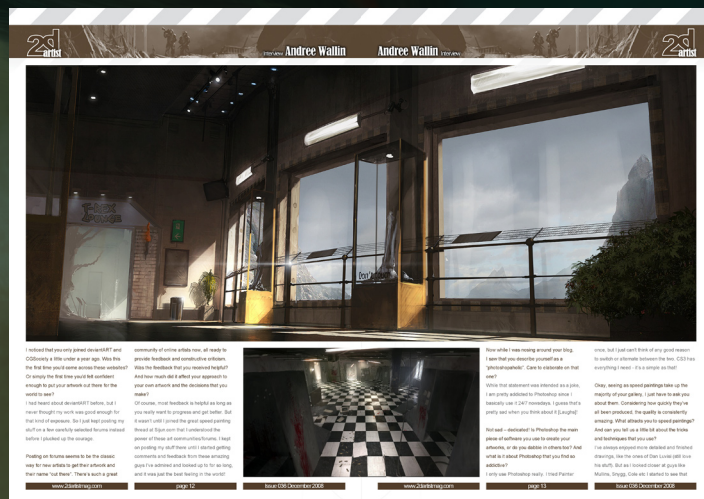 2d artist
Interview Andree Wallin
Andree Wallin Interview
2d artist
T-REX
LOUNGE
Don't
I noticed that you only joined deviantART and
CGSociety a little under a year ago. Was this
the first time you'd come across these websites?
Or simply the first time you'd felt confident
enough to put your artwork out there for the
world to see?
I had heard about deviantART before, but I
never thought my work was good enough for
that kind of exposure. So I just kept posting my
stuff on a few carefully selected forums instead
before I plucked up the courage.
Posting on forums seems to be the classic
way for new artists to get their artwork and
their name "out there". There's such a great
community of online artists now, all ready to
provide feedback and constructive criticism.
Was the feedback that you received helpful?
And how much did it affect your approach to
your own artwork and the decisions that you
make?
Of course, most feedback is helpful as long as
you really want to progress and get better. But
it wasn't until I joined the great speed painting
thread at Sijun.com that I understood the
power of these art communities/forums. I kept
on posting my stuff there until I started getting
comments and feedback from these amazing
guys I've admired and looked up to for so long,
and it was just the best feeling in the world!
Now while I was nosing around your blog,
I saw that you describe yourself as a
"photoshopaholic". Care to elaborate on that
one?
While that statement was intended as a joke,
I am pretty addicted to Photoshop since I
basically use it 24/7 nowadays. I guess that's
pretty sad when you think about it [Laughs]!
Not sad – dedicated! Is Photoshop the main
piece of software you use to create your
artworks, or do you dabble in others too? And
what is it about Photoshop that you find so
addictive?
I only use Photoshop really. I tried Painter
once, but I just can't think of any good reason
to switch or alternate between the two. CS3 has
everything I need - it's a simple as that!
Okay, seeing as speed paintings take up the
majority of your gallery, I just have to ask you
about them. Considering how quickly they've
all been produced, the quality is consistently
amazing. What attracts you to speed paintings?
And can you tell us a little bit about the tricks
and techniques that you use?
I've always enjoyed more detailed and finished
drawings, like the ones of Dan Luvisi (still love
his stuff). But as I looked closer at guys like
Mullins, Snygg, Cole etc I started to see that
www.2dartistmag.com
page 12
Issue 036 December 2008
www.2dartistmag.com
page 13
Issue 036 December 2008